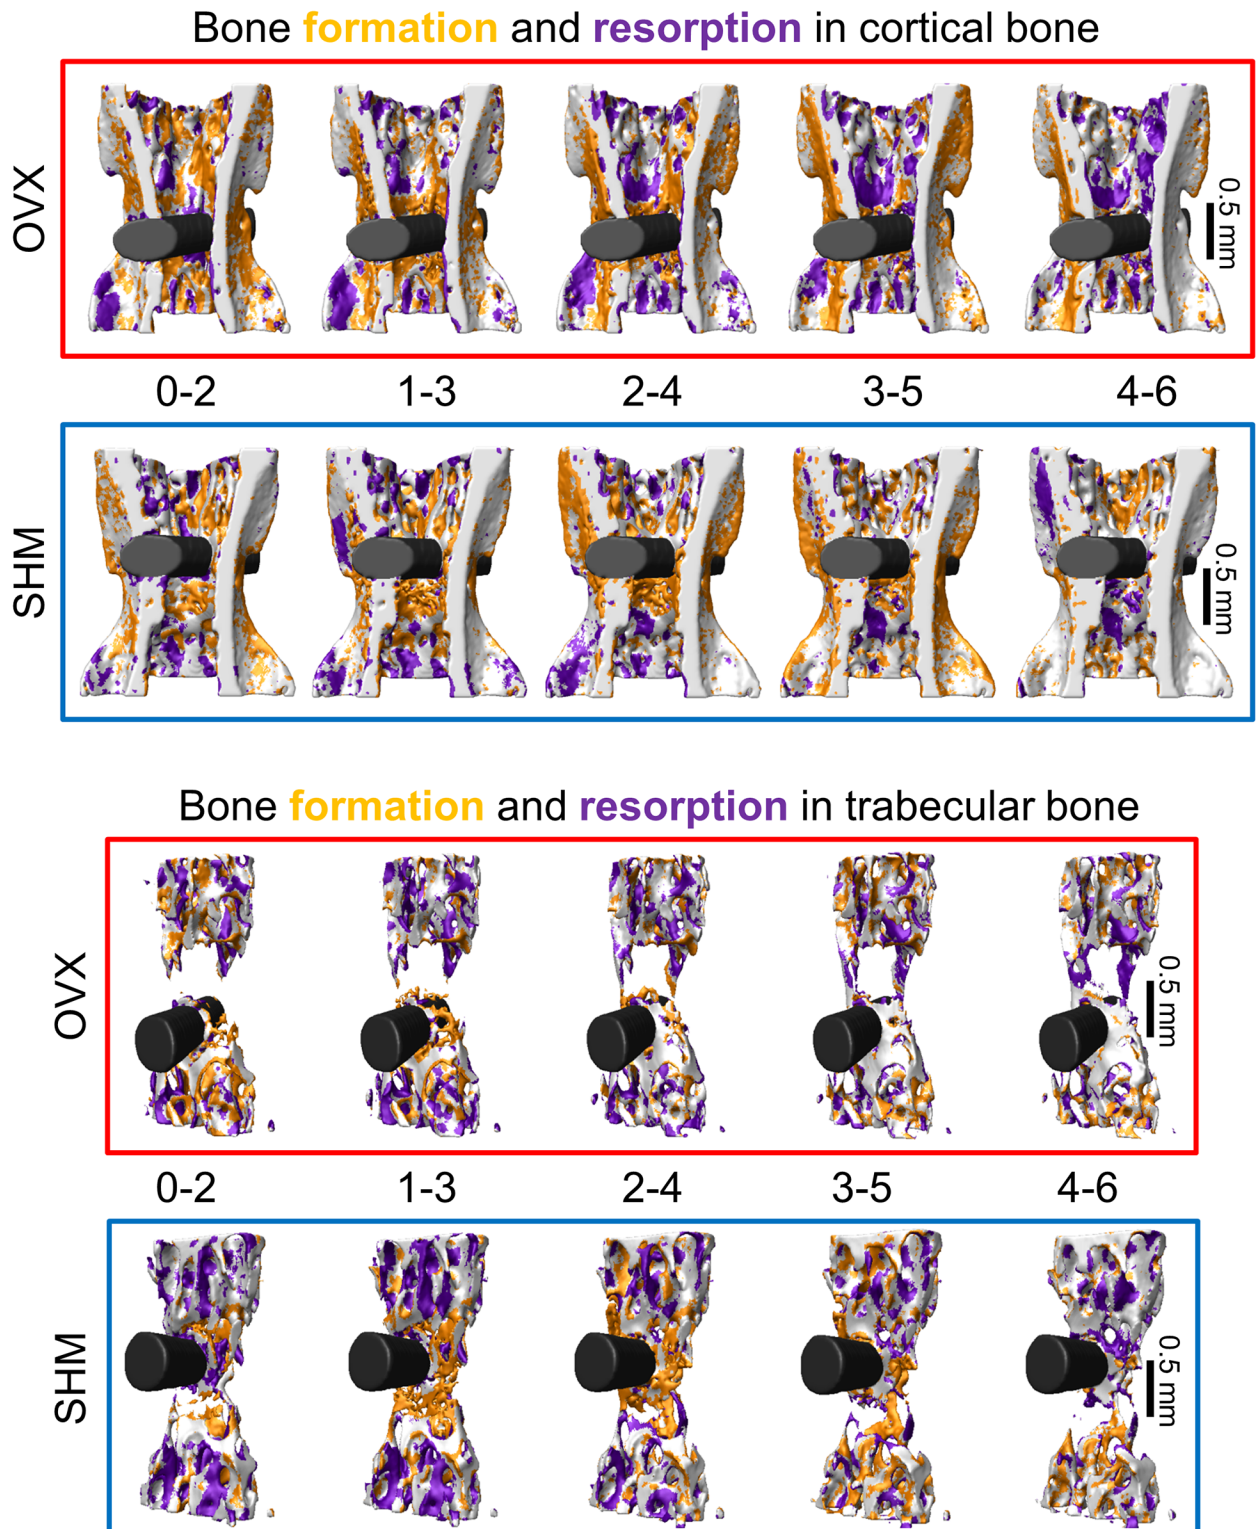 Bone formation and resorption in cortical bone
OVX
0.5 mm
0-2 1-3 2-4 3-5 4-6
SHM
0.5 mm
Bone formation and resorption in trabecular bone
OVX
0.5 mm
0-2 1-3 2-4 3-5 4-6
SHM
0.5 mm